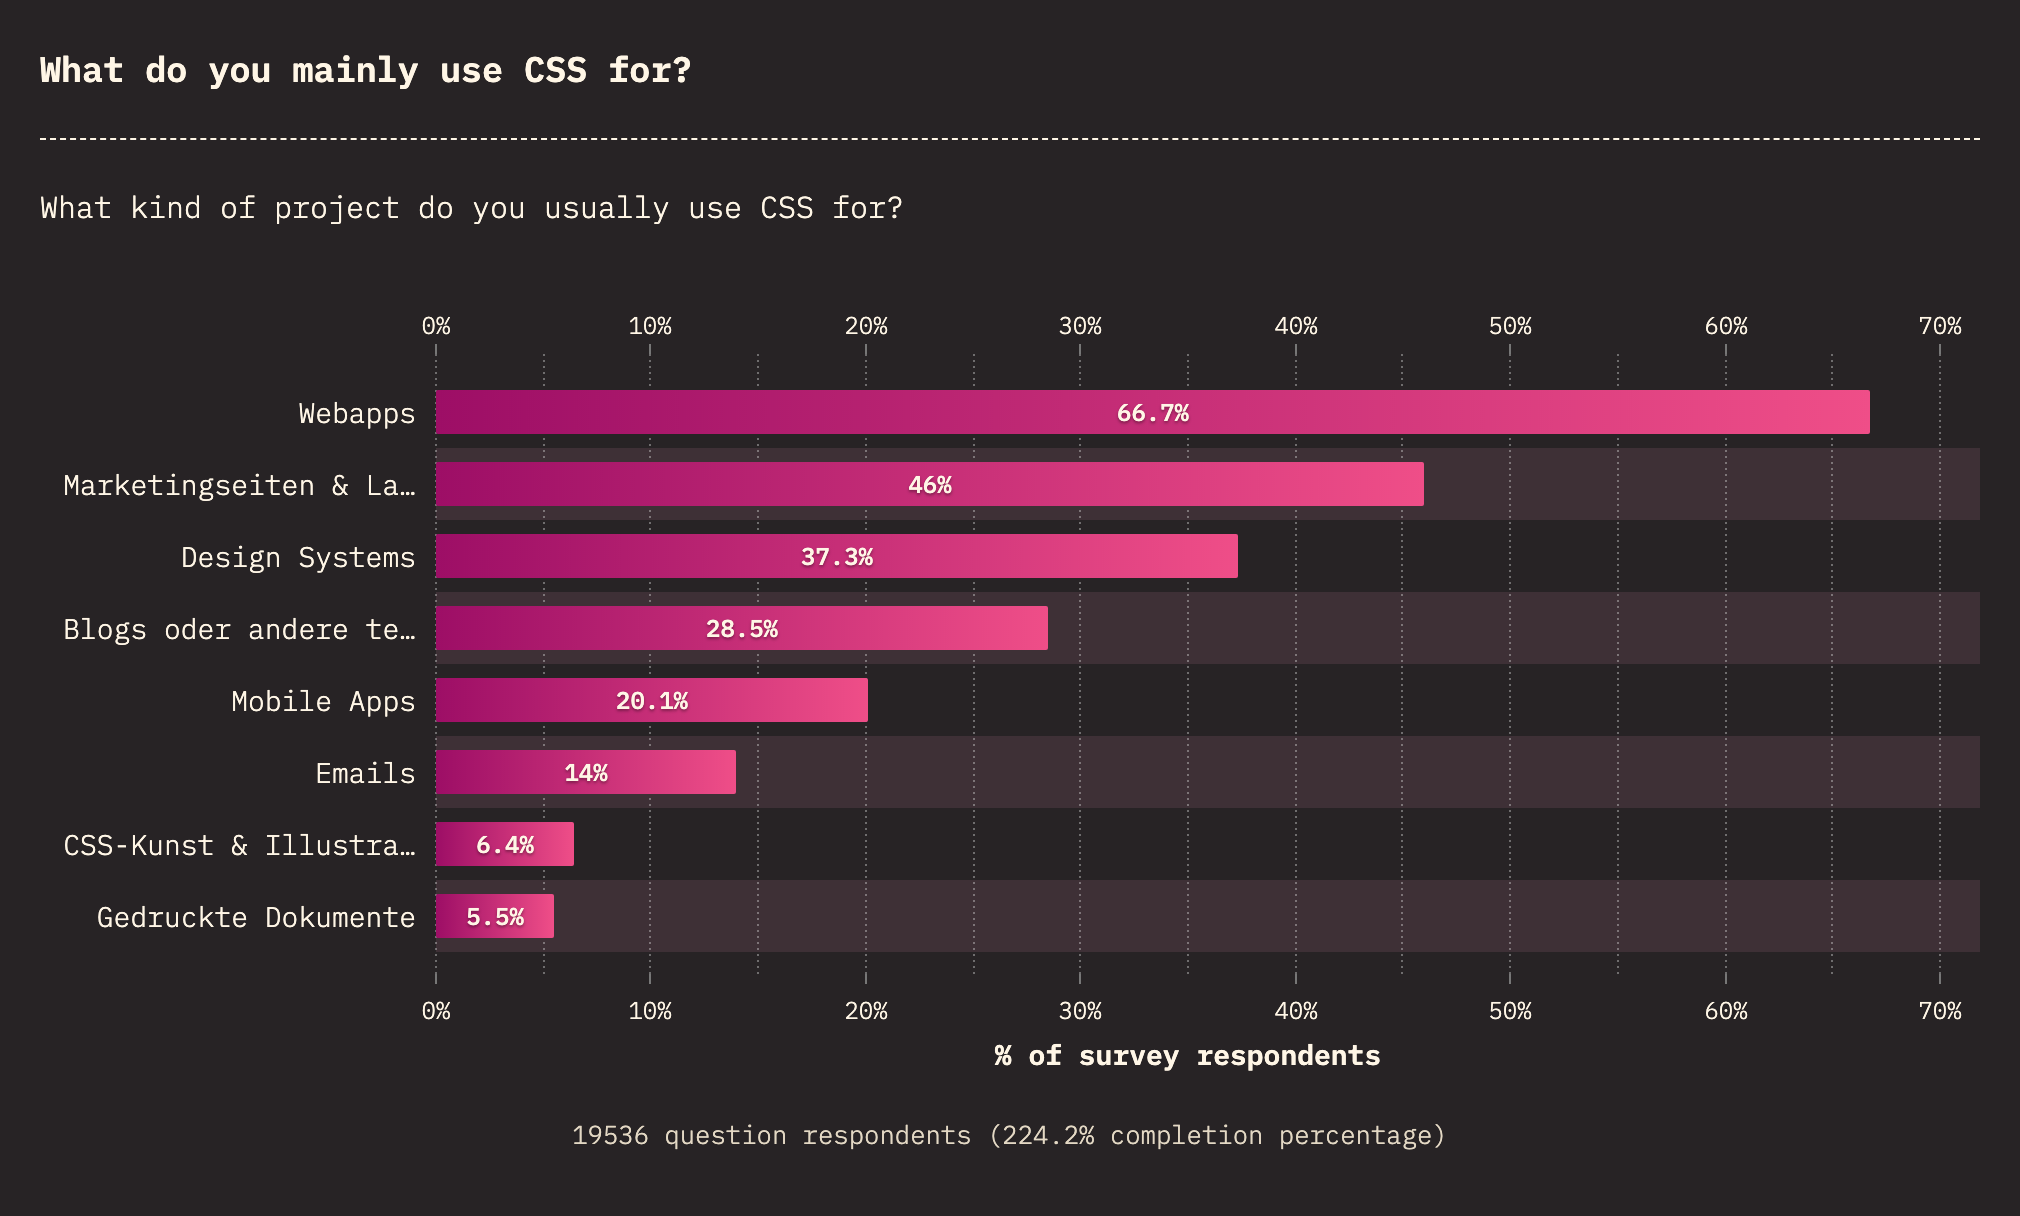 What do you mainly use CSS for?
What kind of project do you usually use CSS for?
0% 10% 20% 30% 40% 50% 60% 70%
Webapps 66.7%
Marketingseiten & La… 46%
Design Systems 37.3%
Blogs oder andere te… 28.5%
Mobile Apps 20.1%
Emails 14%
CSS-Kunst & Illustra… 6.4%
Gedruckte Dokumente 5.5%
0% 10% 20% 30% 40% 50% 60% 70%
% of survey respondents
19536 question respondents (224.2% completion percentage)